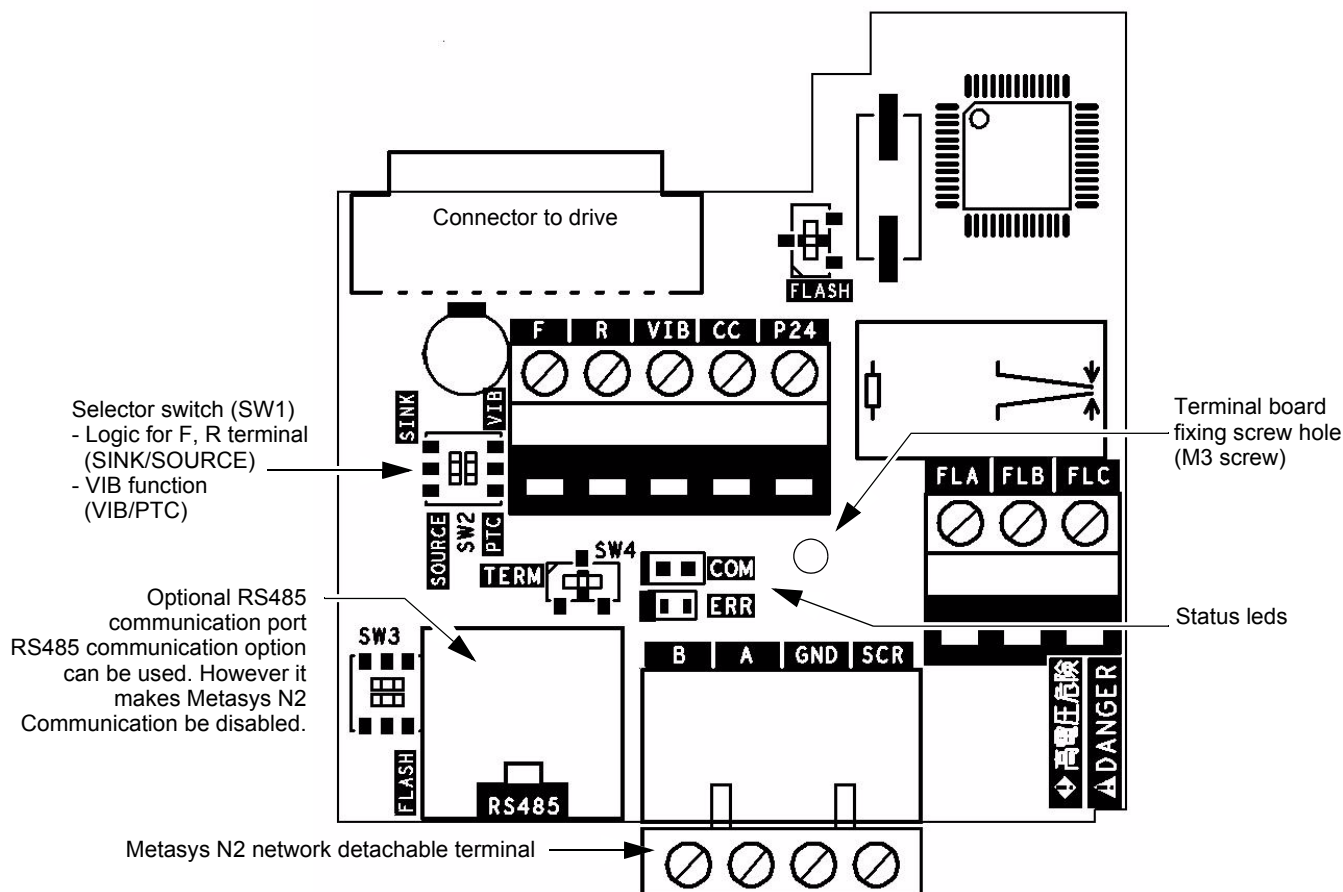 Connector to drive
FLASH
F R VIB CC P24
Selector switch (SW1)
- Logic for F, R terminal
(SINK/SOURCE)
- VIB function
(VIB/PTC)
SINK
VIB
SOURCE
SW2
PTC
Terminal board
fixing screw hole
(M3 screw)
FLA FLB FLC
TERM
SW4
COM
ERR
Status leds
Optional RS485
communication port
RS485 communication option
can be used. However it
makes Metasys N2
Communication be disabled.
SW3
FLASH
RS485
B A GND SCR
高電圧危険
DANGER
Metasys N2 network detachable terminal